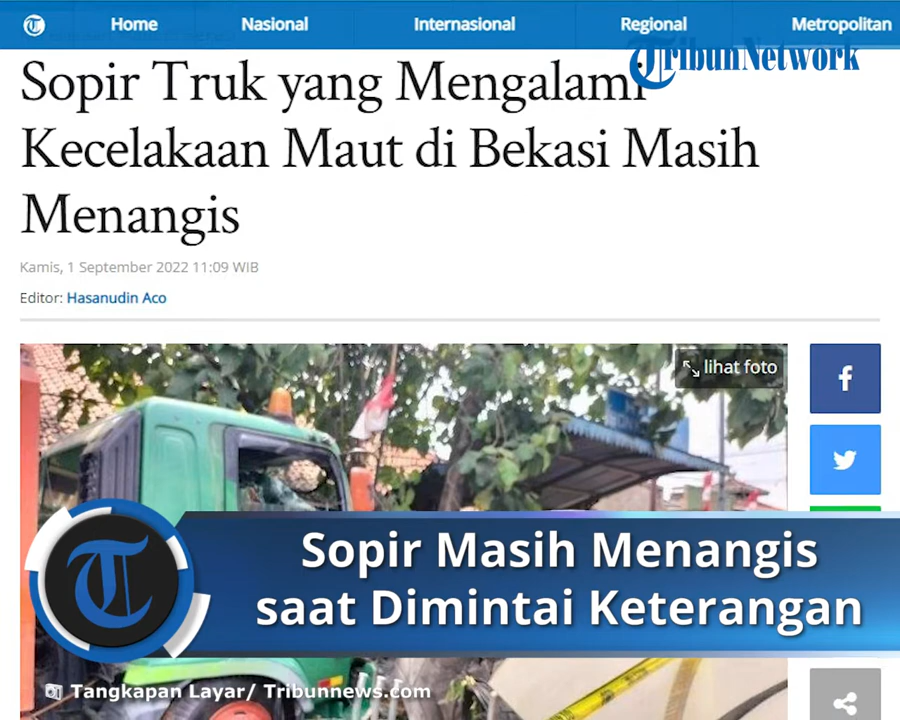 Home Nasional Internasional Regional Metropolitan
TribunNetwork
Sopir Truk yang Mengalami
Kecelakaan Maut di Bekasi Masih
Menangis
Kamis, 1 September 2022 11:09 WIB
Editor: Hasanudin Aco
lihat foto
Sopir Masih Menangis
saat Dimintai Keterangan
Tangkapan Layar/ Tribunnews.com